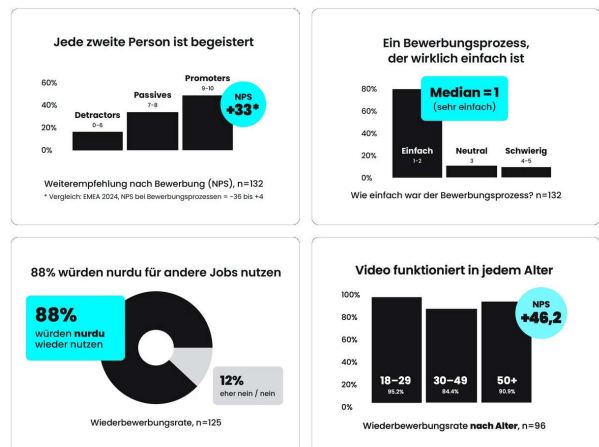 Jede zweite Person ist begeistert
60%
40%
20%
0%
Detractors
0-6
Passives
7-8
Promoters
9-10
NPS
+33*
Weiterempfehlung nach Bewerbung (NPS), n=132
* Vergleich: EMEA 2024, NPS bei Bewerbungsprozessen = -36 bis +4
Ein Bewerbungsprozess,
der wirklich einfach ist
80%
60%
40%
20%
0%
Median = 1
(sehr einfach)
Einfach
1-2
Neutral
3
Schwierig
4-5
Wie einfach war der Bewerbungsprozess? n=132
88% würden nurdu für andere Jobs nutzen
88%
würden nurdu
wieder nutzen
12%
eher nein / nein
Wiederbewerbungsrate, n=125
Video funktioniert in jedem Alter
100%
80%
60%
40%
20%
0%
NPS
+46,2
18–29
95.2%
30–49
84.4%
50+
90.9%
Wiederbewerbungsrate nach Alter, n=96